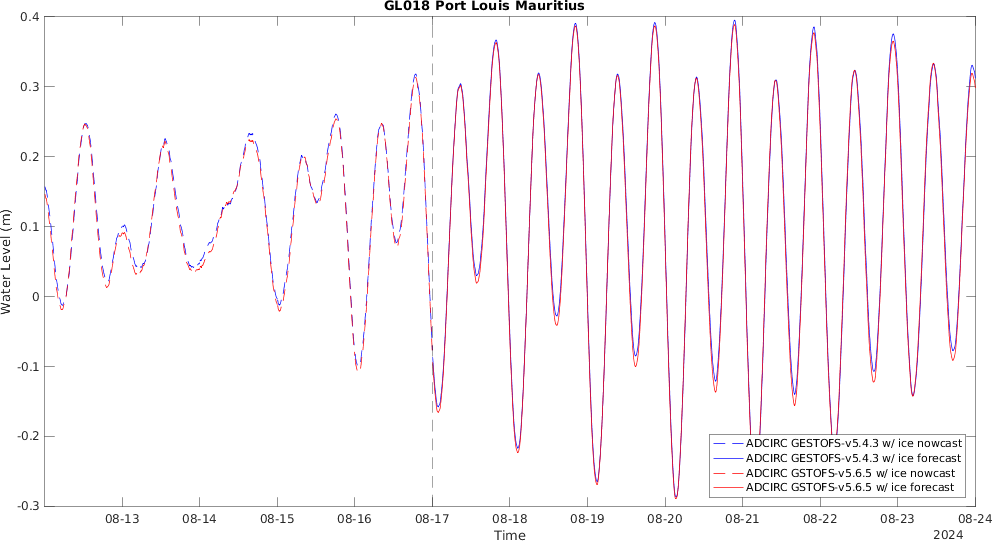 GL018 Port Louis Mauritius
Water Level (m)
0.4
0.3
0.2
0.1
0
-0.1
-0.2
-0.3
ADCIRC GESTOFS-v5.4.3 w/ ice nowcast
ADCIRC GESTOFS-v5.4.3 w/ ice forecast
ADCIRC GSTOFS-v5.6.5 w/ ice nowcast
ADCIRC GSTOFS-v5.6.5 w/ ice forecast
08-13 08-14 08-15 08-16 08-17 08-18 08-19 08-20 08-21 08-22 08-23 08-24
Time
2024